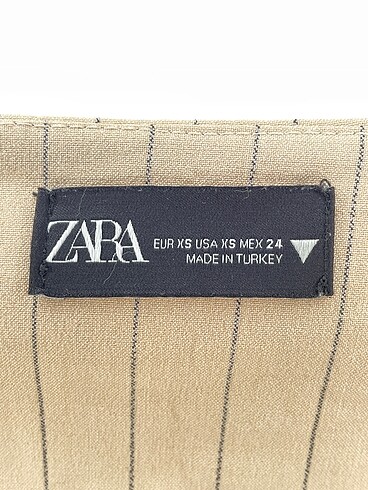 ZARA
EUR XS USA XS MEX 24
MADE IN TURKEY